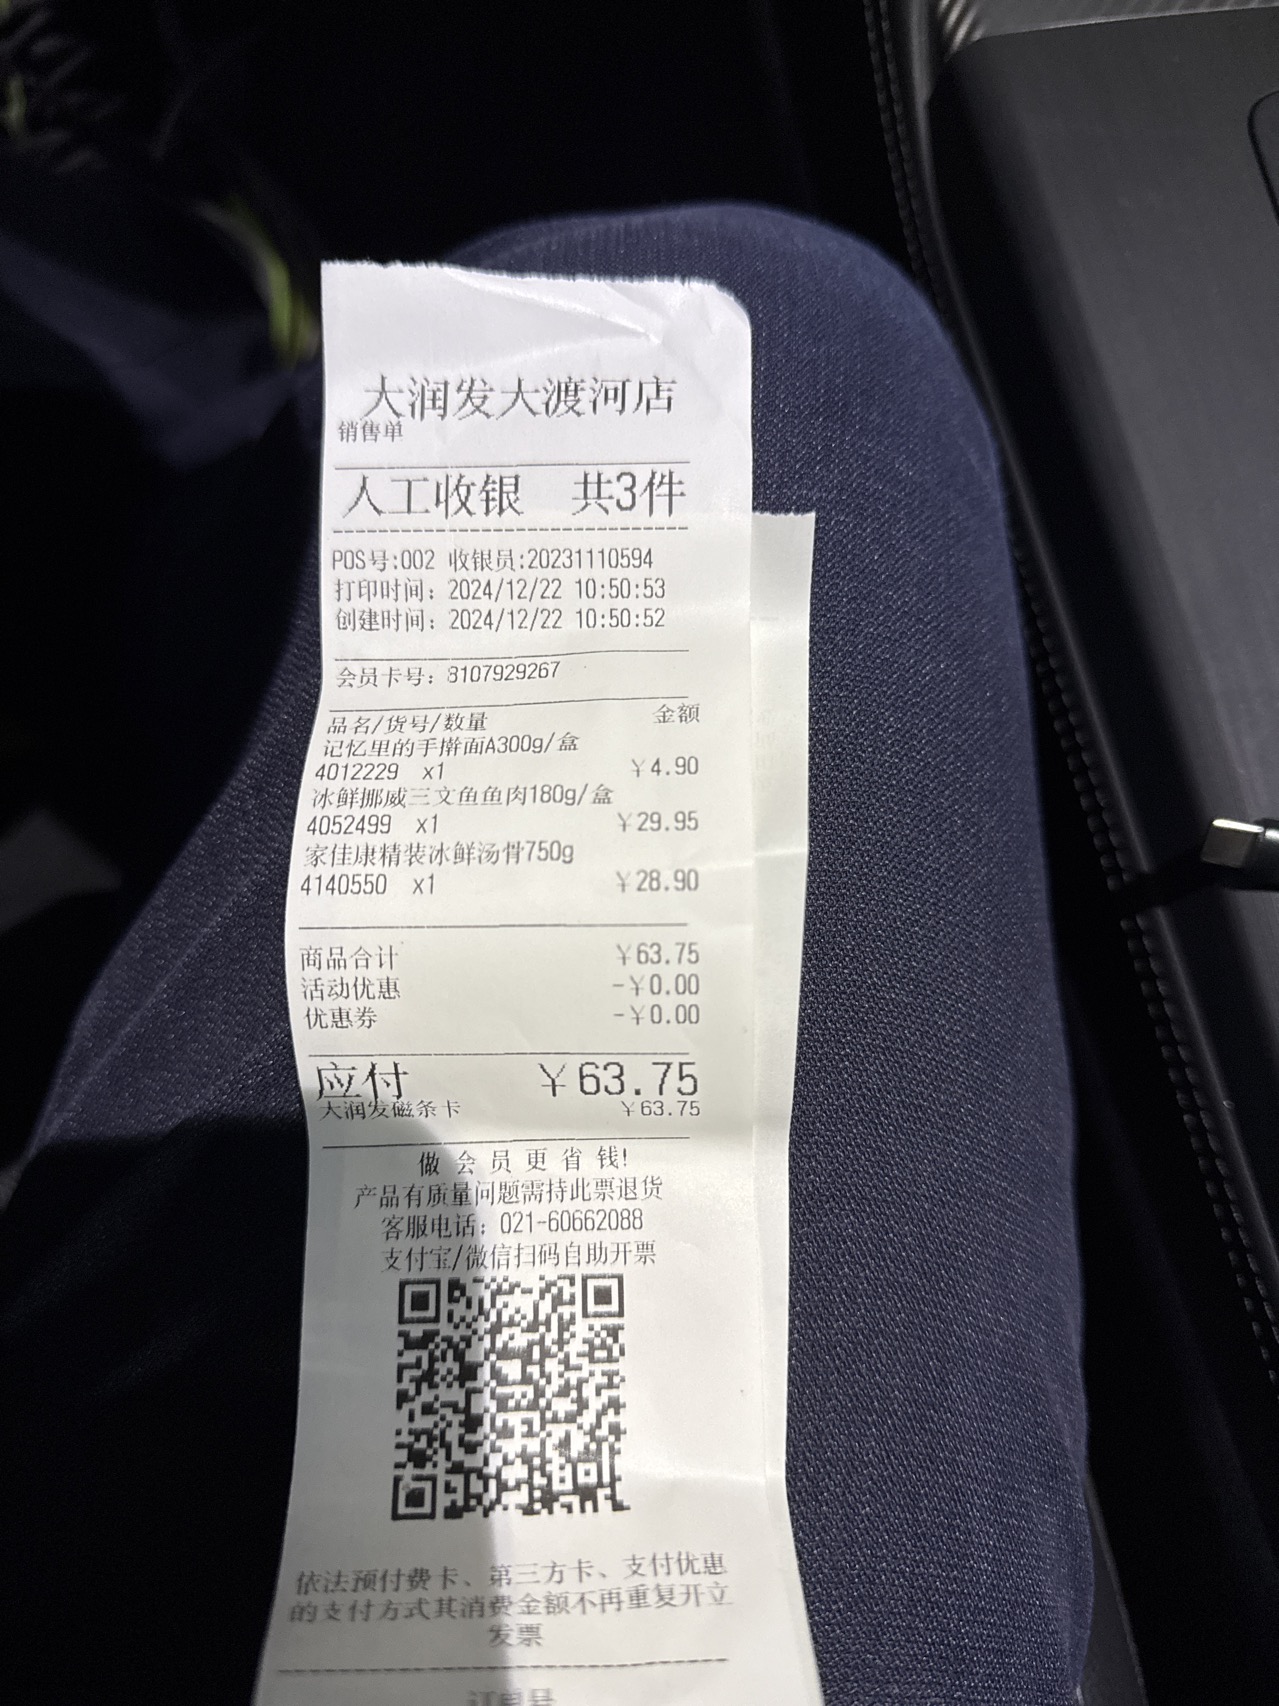 大润发大渡河店
销售单
人工收银 共3件
POS号:002 收银员:20231110594
打印时间: 2024/12/22 10:50:53
创建时间: 2024/12/22 10:50:52
会员卡号: 8107929267
品名/货号/数量 金额
记忆里的手擀面A300g/盒
4012229 x1 ￥4.90
冰鲜挪威三文鱼鱼肉180g/盒
4052499 x1 ￥29.95
家佳康精装冰鲜汤骨750g
4140550 x1 ￥28.90
商品合计 ￥63.75
活动优惠 -￥0.00
优惠券 -￥0.00
应付 ￥63.75
大润发磁条卡 ￥63.75
做会员更省钱!
产品有质量问题需持此票退货
客服电话: 021-60662088
支付宝/微信扫码自助开票
依法预付费卡、第三方卡、支付优惠
的支付方式其消费金额不再重复开立
发票
订单号